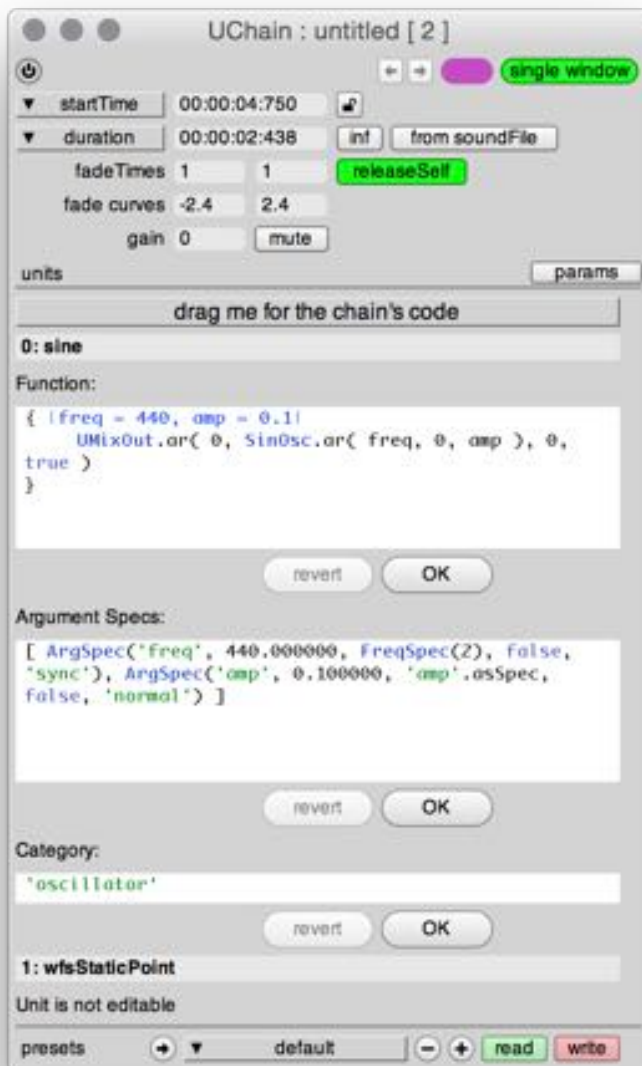 UChain : untitled [ 2 ]
single window
startTime 00:00:04:750
duration 00:00:02:438 inf from soundFile
fadeTimes 1 1 releaseSelf
fade curves -2.4 2.4
gain 0 mute
units params
drag me for the chain's code
0: sine
Function:
{ |freq = 440, amp = 0.1|
UMixOut.ar( 0, SinOsc.ar( freq, 0, amp ), 0,
true )
}
revert OK
Argument Specs:
[ ArgSpec('freq', 440.000000, FreqSpec(2), false,
'sync'), ArgSpec('amp', 0.100000, 'amp'.asSpec,
false, 'normal') ]
revert OK
Category:
'oscillator'
revert OK
1: wfsStaticPoint
Unit is not editable
presets default - + read write